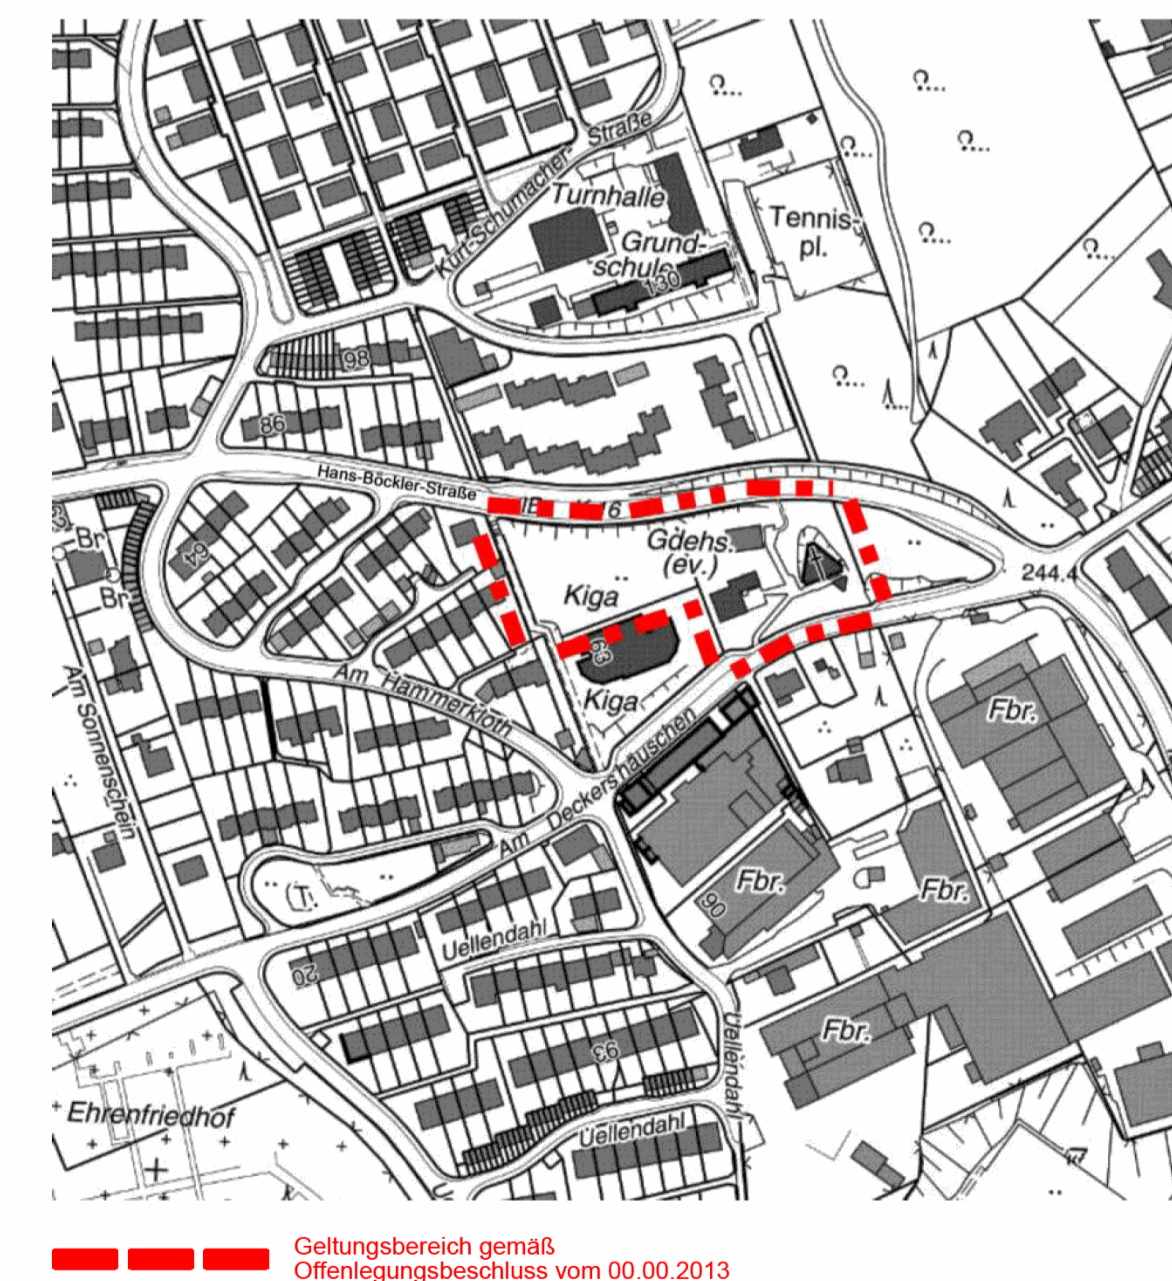 Kurt-Schumacher- Straße
Turnhalle
Grund-
schule
130
Tennis-
pl.
98
86
Hans-Böckler-Straße
Gdehs.
(ev.)
Kiga
244.4
64
Br
Br
63
Kiga
Am Hammerkloth
Am Sonnenschein
Am Deckershäuschen
Fbr.
Fbr.
90
Fbr.
(T.
Uellendahl
20
Uellendahl
Fbr.
93
Ehrenfriedhof
Uellendahl
Geltungsbereich gemäß
Offenlegungsbeschluss vom 00.00.2013